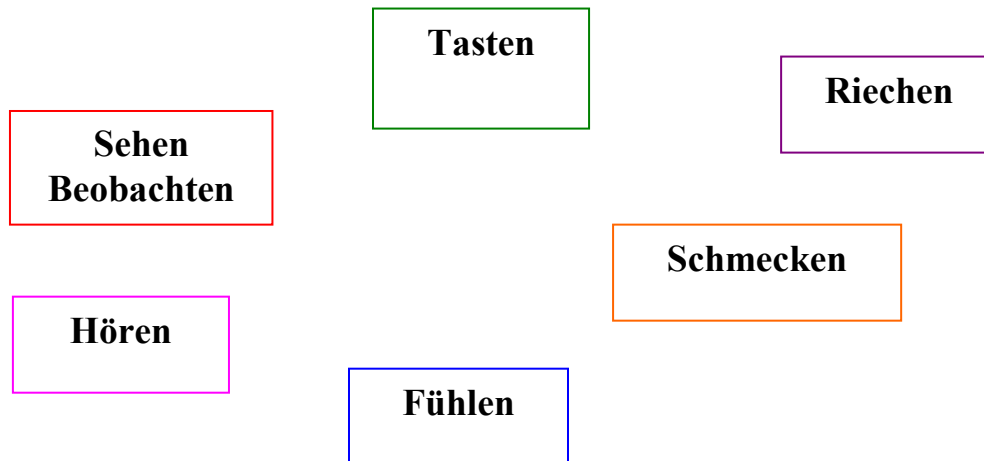 Tasten
Riechen
Sehen
Beobachten
Schmecken
Hören
Fühlen